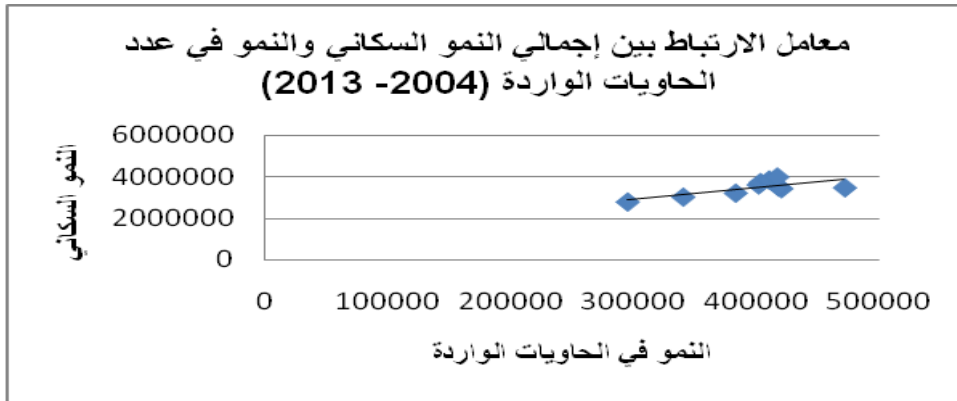 معامل الارتباط بين إجمالي النمو السكاني والنمو في عدد
الحاويات الواردة (2004- 2013)
النمو السكاني
6000000
4000000
2000000
0
0 100000 200000 300000 400000 500000
النمو في الحاويات الواردة